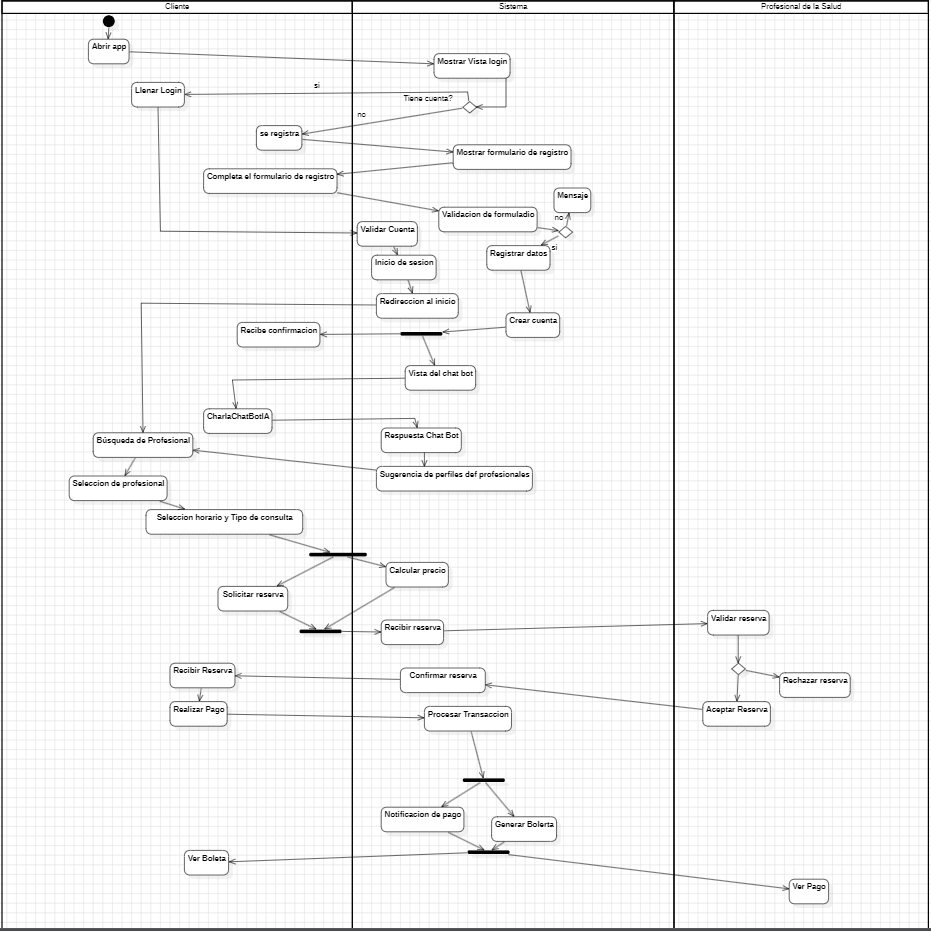 Cliente
Sistema
Profesional de la Salud
Abrir app
Mostrar Vista login
Llenar Login
si
Tiene cuenta?
no
se registra
Mostrar formulario de registro
Completa el formulario de registro
Mensaje
Validacion de formuladio
no
Validar Cuenta
si
Registrar datos
Inicio de sesion
Redireccion al inicio
Crear cuenta
Recibe confirmacion
Vista del chat bot
CharlaChatBotIA
Respuesta Chat Bot
Búsqueda de Profesional
Sugerencia de perfiles def profesionales
Seleccion de profesional
Seleccion horario y Tipo de consulta
Calcular precio
Solicitar reserva
Recibir reserva
Validar reserva
Recibir Reserva
Confirmar reserva
Rechazar reserva
Realizar Pago
Procesar Transaccion
Aceptar Reserva
Notificacion de pago
Generar Bolerta
Ver Boleta
Ver Pago